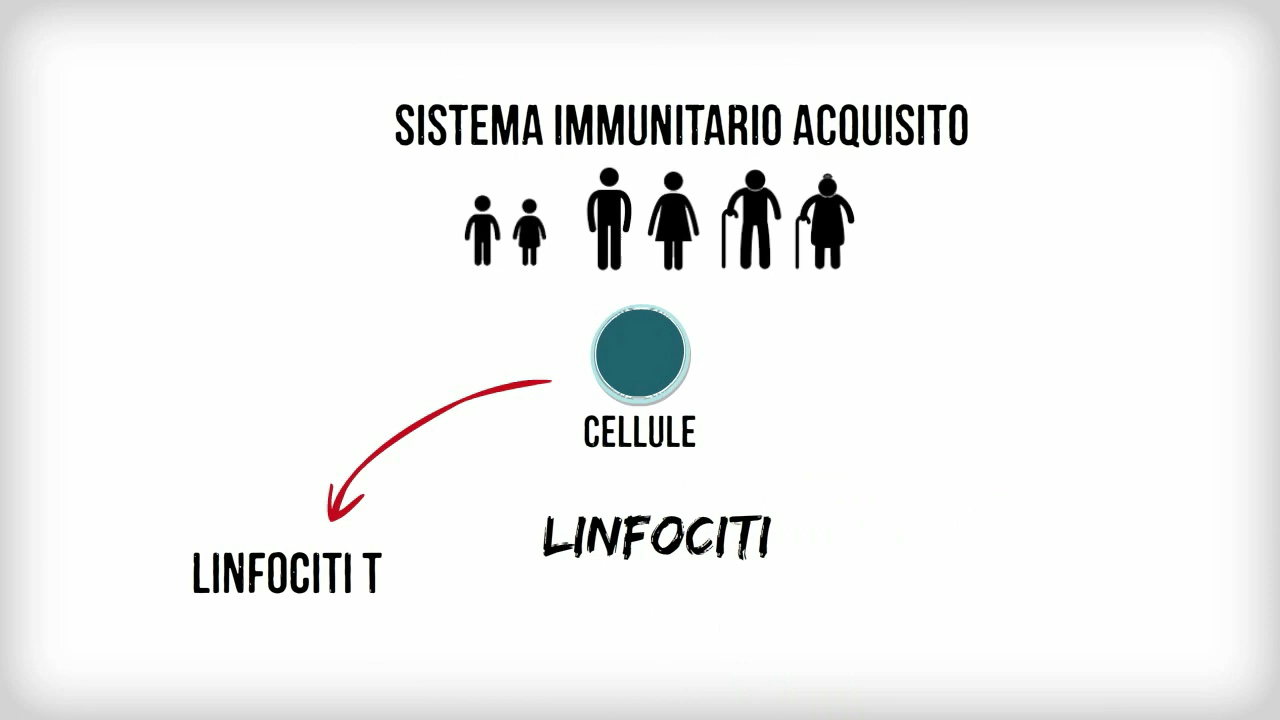 SISTEMA IMMUNITARIO ACQUISITO
CELLULE
LINFOCITI
LINFOCITI T